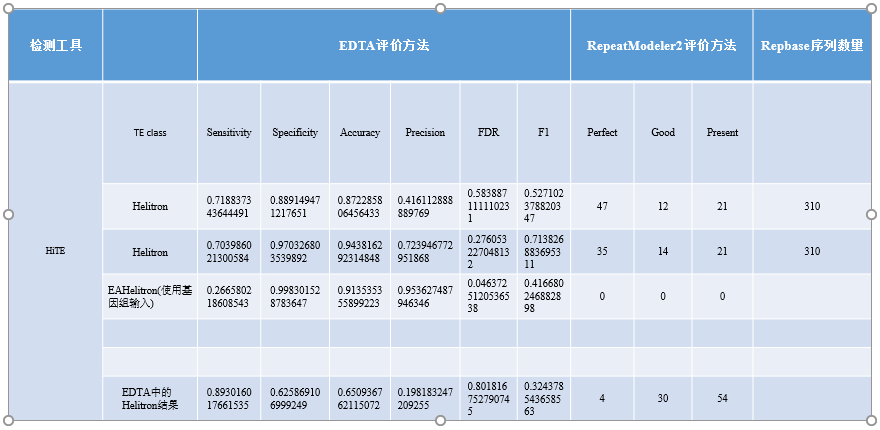 检测工具 EDTA评价方法 RepeatModeler2评价方法 Repbase序列数量
TE class Sensitivity Specificity Accuracy Precision FDR F1 Perfect Good Present
HiTE
Helitron 0.718837343644491 0.889149471217651 0.872285806456433 0.416112888889769 0.583887111110231 0.527102378820347 47 12 21 310
Helitron 0.703986021300584 0.970326803539892 0.943816292314848 0.723946772951868 0.276053227048132 0.713826883695311 35 14 21 310
EAHelitron(使用基因组输入) 0.266580218608543 0.998301528783647 0.913535355899223 0.953627487946346 0.0463725120536538 0.416680246882898 0 0 0
EDTA中的Helitron结果 0.893016017661535 0.625869106999249 0.650936762115072 0.198183247209255 0.801816752790745 0.324378543658563 4 30 54